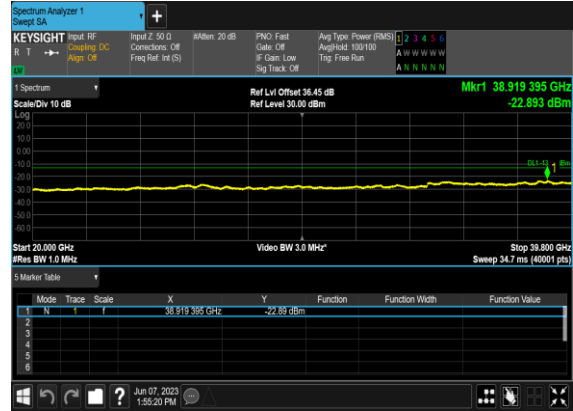 Spectrum Analyzer 1
Swept SA
+
KEYSIGHT Input: RF Input Z: 50 Ω #Atten: 20 dB PNO: Fast Avg Type: Power (RMS) 1 2 3 4 5 6
R T Coupling: DC Corrections: Off Gate: Off Avg|Hold: 100/100 A W W W W W
Align: Off Freq Ref: Int (S) IF Gain: Low Trig: Free Run
Sig Track: Off A N N N N N
LM
1 Spectrum Ref Lvl Offset 36.45 dB Mkr1 38.919 395 GHz
Scale/Div 10 dB Ref Level 30.00 dBm -22.893 dBm
Log
20.0
10.0
0.00
-10.0
-20.0
-30.0
-40.0
-50.0
-60.0
1
Start 20.000 GHz Video BW 3.0 MHz* Stop 39.800 GHz
#Res BW 1.0 MHz Sweep 34.7 ms (40001 pts)
5 Marker Table
Mode Trace Scale X Y Function Function Width Function Value
1 N 1 f 38.919 395 GHz -22.89 dBm
2
3
4
5
6
? Jun 07, 2023
1:55:20 PM